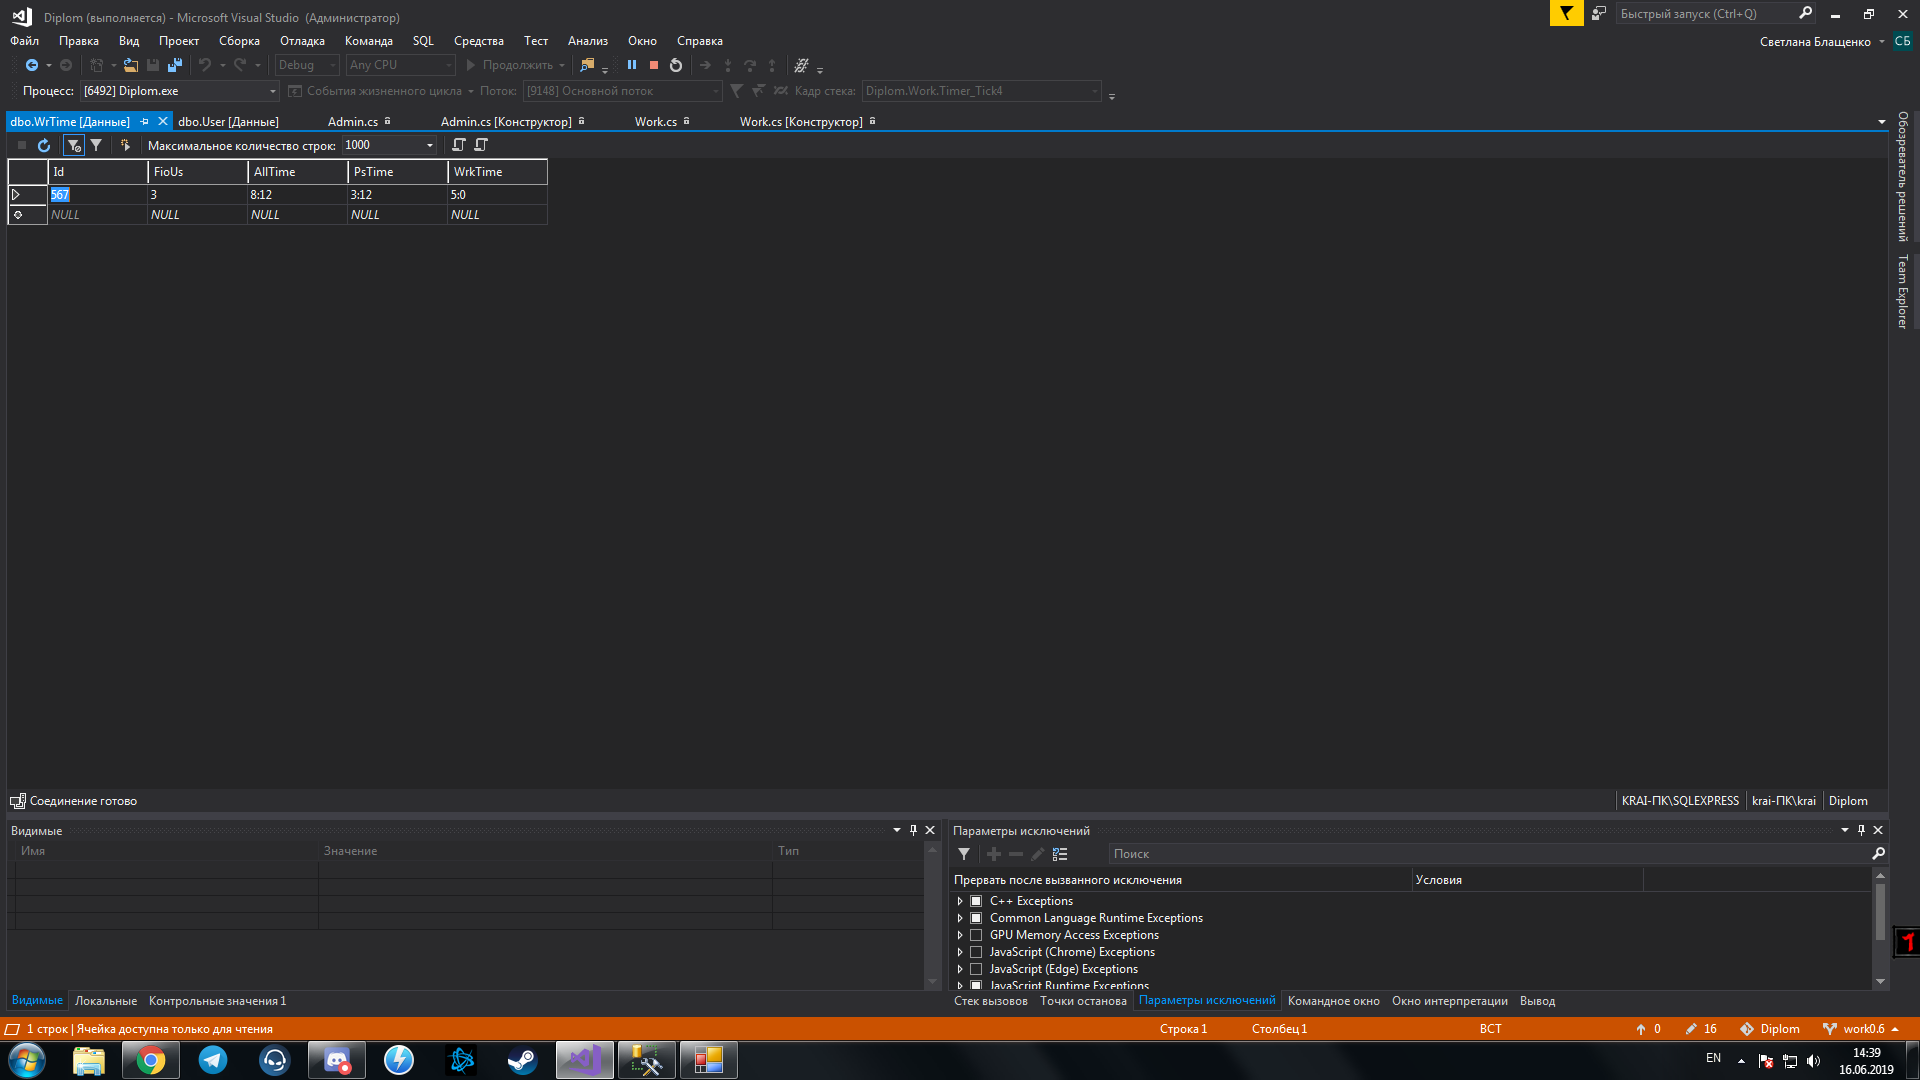 Diplom (выполняется) - Microsoft Visual Studio (Администратор)
Быстрый запуск (Ctrl+Q)
Файл Правка Вид Проект Сборка Отладка Команда SQL Средства Тест Анализ Окно Справка
Светлана Блащенко СБ
Debug Any CPU Продолжить
Процесс: [6492] Diplom.exe События жизненного цикла Поток: [9148] Основной поток Кадр стека: Diplom.Work.Timer_Tick4
dbo.WrTime [Данные] dbo.User [Данные] Admin.cs Admin.cs [Конструктор] Work.cs Work.cs [Конструктор]
Максимальное количество строк: 1000
Id FioUs AllTime PsTime WrkTime
567 3 8:12 3:12 5:0
NULL NULL NULL NULL NULL
Обозреватель решений
Team Explorer
Соединение готово
KRAI-ПК\SQLEXPRESS krai-ПК\krai Diplom
Видимые
Имя Значение Тип
Видимые Локальные Контрольные значения 1
Параметры исключений
Поиск
Прервать после вызванного исключения Условия
C++ Exceptions
Common Language Runtime Exceptions
GPU Memory Access Exceptions
JavaScript (Chrome) Exceptions
JavaScript (Edge) Exceptions
JavaScript Runtime Exceptions
Стек вызовов Точки останова Параметры исключений Командное окно Окно интерпретации Вывод
1 строк | Ячейка доступна только для чтения
Строка 1 Столбец 1 ВСТ 0 16 Diplom work0.6
EN
14:39
16.06.2019